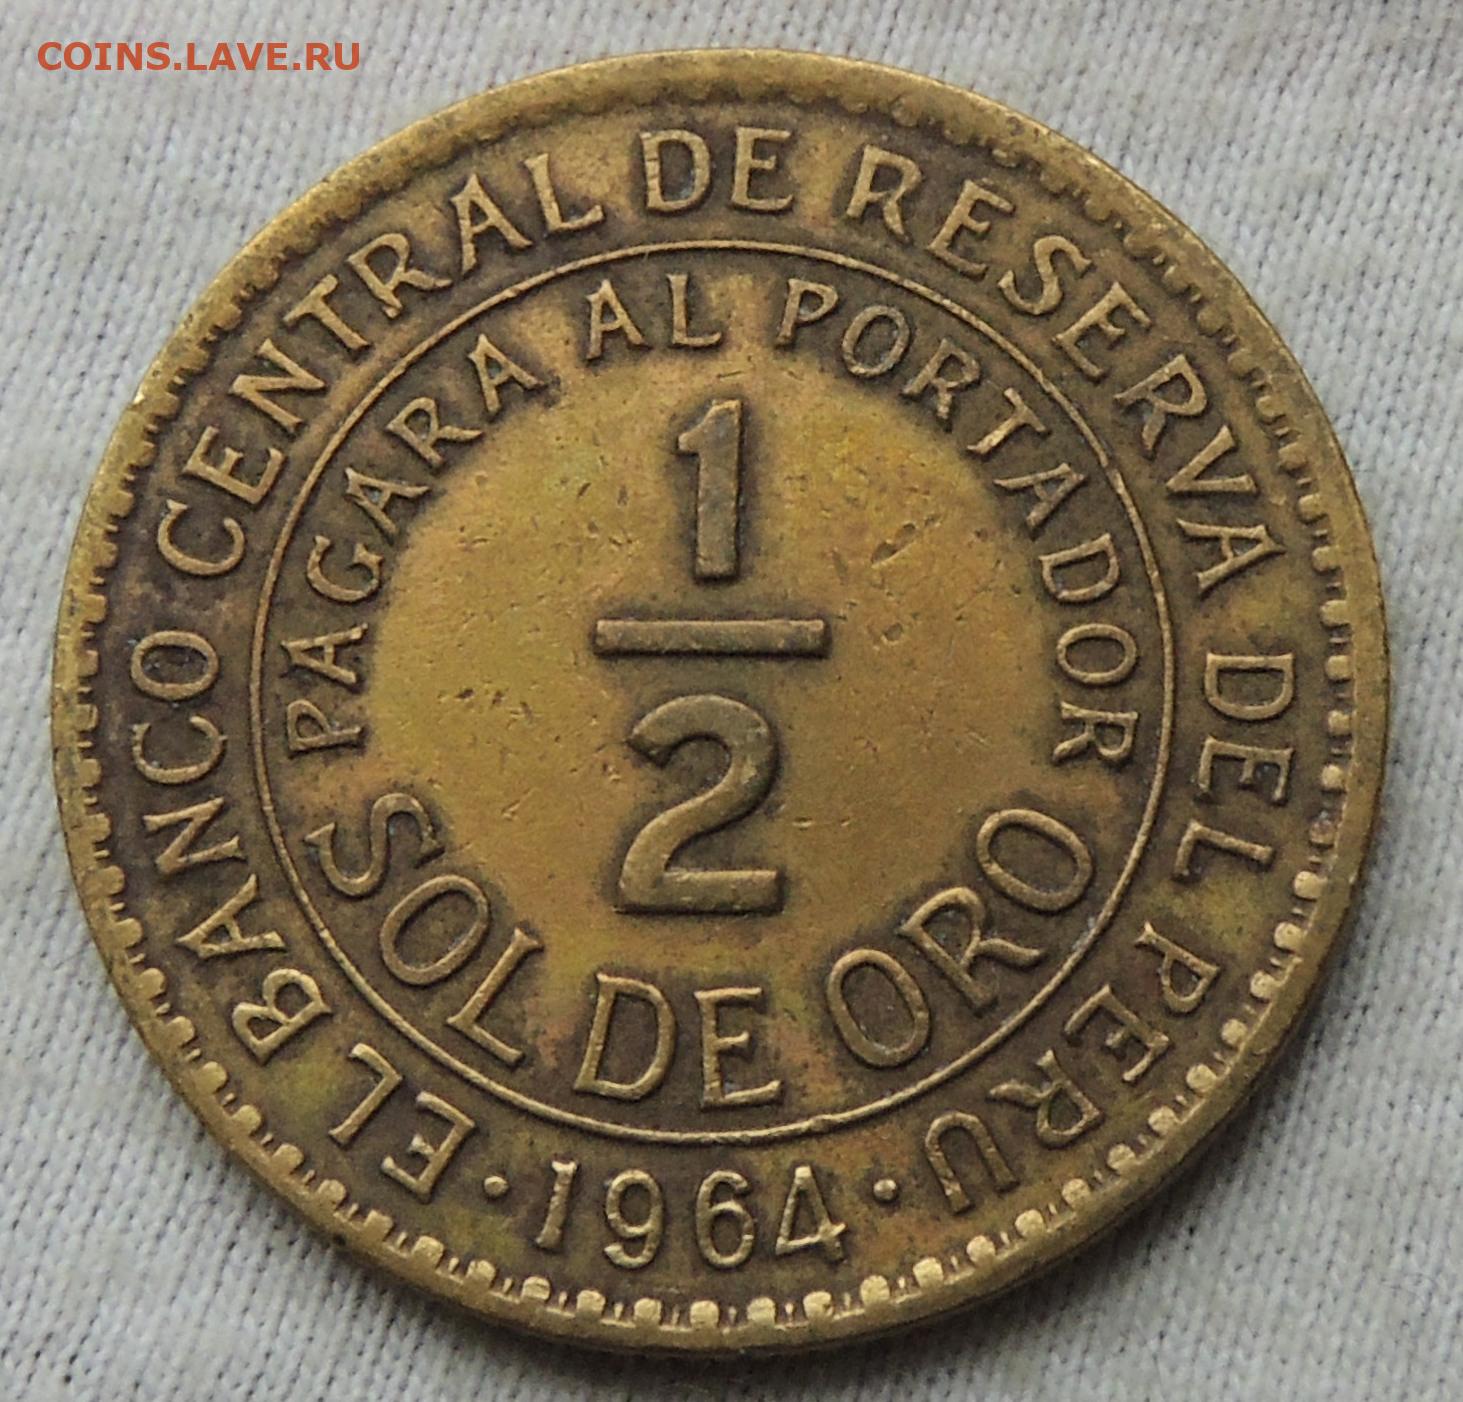 COINS.LAVE.RU
EL BANCO CENTRAL DE RESERVA DEL PERU
PAGARA AL PORTADOR
1
2
SOL DE ORO
· 1964 ·